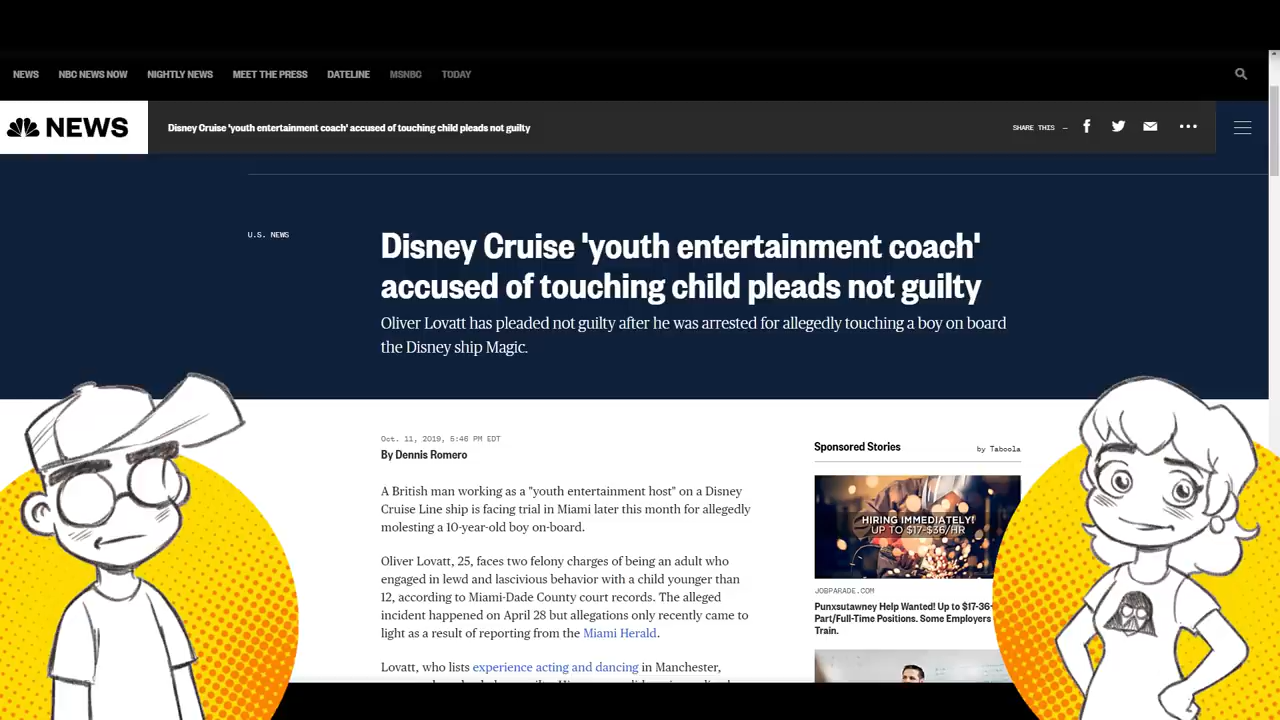 NEWS NBC NEWS NOW NIGHTLY NEWS MEET THE PRESS DATELINE MSNBC TODAY
NEWS Disney Cruise 'youth entertainment coach' accused of touching child pleads not guilty SHARE THIS —
U.S. NEWS
Disney Cruise 'youth entertainment coach'
accused of touching child pleads not guilty
Oliver Lovatt has pleaded not guilty after he was arrested for allegedly touching a boy on board
the Disney ship Magic.
Oct. 11, 2019, 5:46 PM EDT
By Dennis Romero
A British man working as a "youth entertainment host" on a Disney
Cruise Line ship is facing trial in Miami later this month for allegedly
molesting a 10-year-old boy on-board.
Oliver Lovatt, 25, faces two felony charges of being an adult who
engaged in lewd and lascivious behavior with a child younger than
12, according to Miami-Dade County court records. The alleged
incident happened on April 28 but allegations only recently came to
light as a result of reporting from the Miami Herald.
Lovatt, who lists experience acting and dancing in Manchester,
Sponsored Stories
by Taboola
HIRING IMMEDIATELY!
UP TO $17-$36/HR
JOBPARADE.COM
Punxsutawney Help Wanted! Up to $17-36
Part/Full-Time Positions. Some Employers
Train.